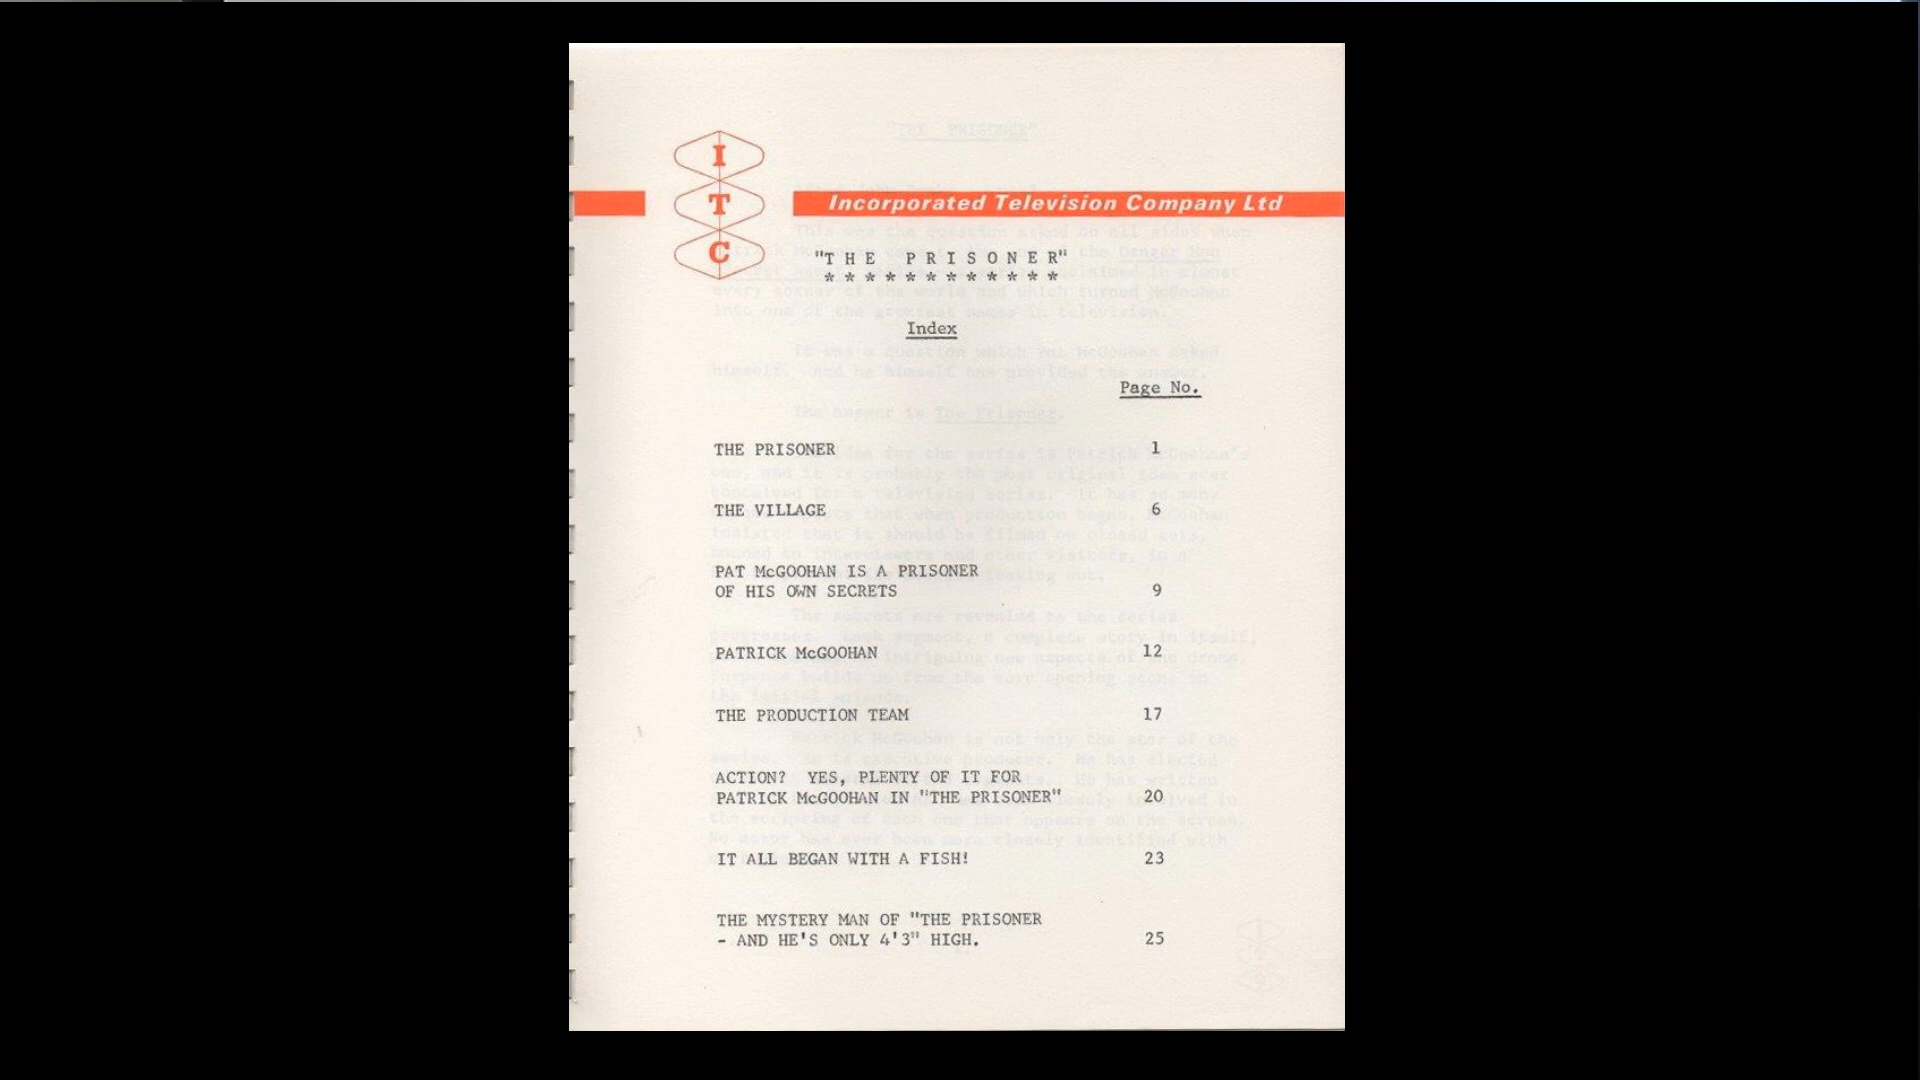 I
T
C
Incorporated Television Company Ltd
"T H E   P R I S O N E R"
* * * * * * * * * * * *
Index
Page No.
THE PRISONER 1
THE VILLAGE 6
PAT McGOOHAN IS A PRISONER
OF HIS OWN SECRETS 9
PATRICK McGOOHAN 12
THE PRODUCTION TEAM 17
ACTION?  YES, PLENTY OF IT FOR
PATRICK McGOOHAN IN "THE PRISONER" 20
IT ALL BEGAN WITH A FISH! 23
THE MYSTERY MAN OF "THE PRISONER
- AND HE'S ONLY 4'3" HIGH. 25